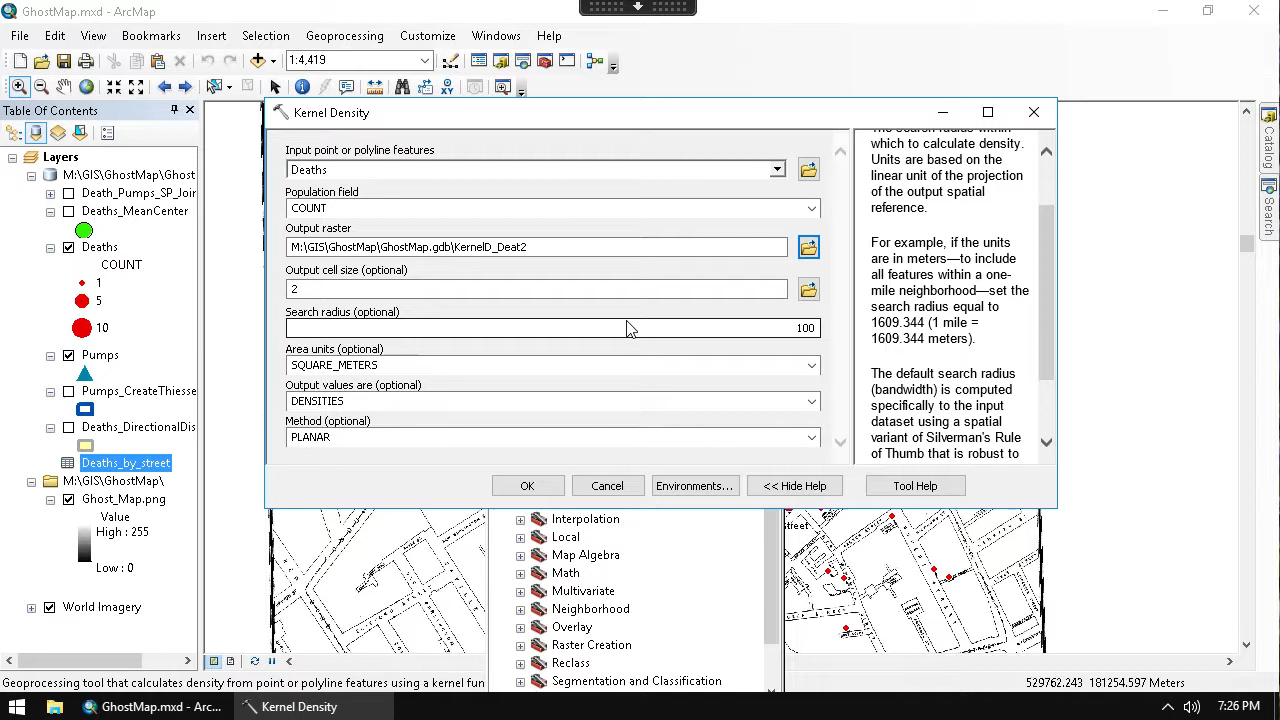 GhostMap.mxd - ArcMap
File Edit View Bookmarks Insert Selection Geoprocessing Customize Windows Help
1:4,419
Table Of Contents
Layers
M:\GIS\GhostMap\Ghost
Death_Pumps_SP_Join
Deaths_MeanCenter
Deaths
COUNT
1
5
10
Pumps
Pumps_CreateThiesse
Deaths_DirectionalDis
Deaths_by_street
M:\GIS\GhostMap\
Ghost_Map.png
Value
High : 255
Low : 0
World Imagery
Kernel Density
Input point or polyline features
Deaths
Population field
COUNT
Output raster
M:\GIS\GhostMap\GhostMap.gdb\KernelD_Deat2
Output cell size (optional)
2
Search radius (optional)
100
Area units (optional)
SQUARE_METERS
Output values are (optional)
DENSITIES
Method (optional)
PLANAR
which to calculate density.
Units are based on the
linear unit of the projection
of the output spatial
reference.
For example, if the units
are in meters—to include
all features within a one-
mile neighborhood—set the
search radius equal to
1609.344 (1 mile =
1609.344 meters).
The default search radius
(bandwidth) is computed
specifically to the input
dataset using a spatial
variant of Silverman's Rule
of Thumb that is robust to
OK Cancel Environments... << Hide Help Tool Help
Interpolation
Local
Map Algebra
Math
Multivariate
Neighborhood
Overlay
Raster Creation
Reclass
Segmentation and Classification
Catalog
Search
Geoprocessing tool that calculates density from point or polyline features using a kernel fun
529762.243 181254.597 Meters
GhostMap.mxd - Arc...
Kernel Density
7:26 PM